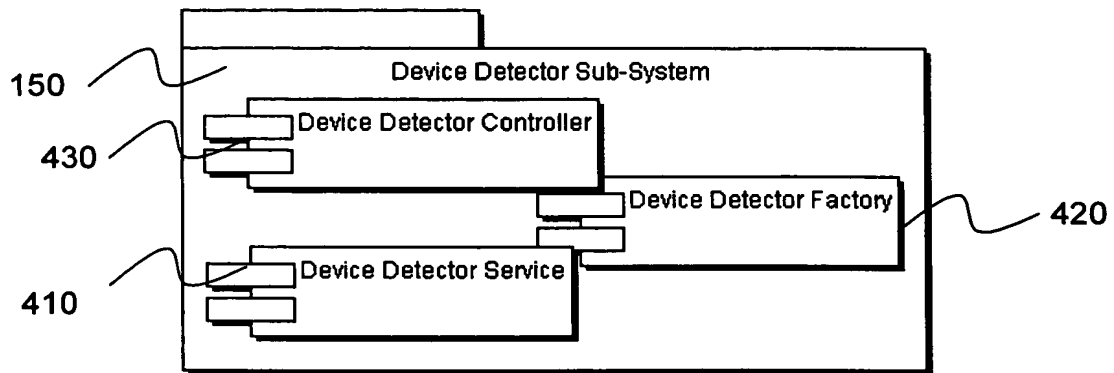 150
Device Detector Sub-System
Device Detector Controller
430
Device Detector Factory
420
Device Detector Service
410